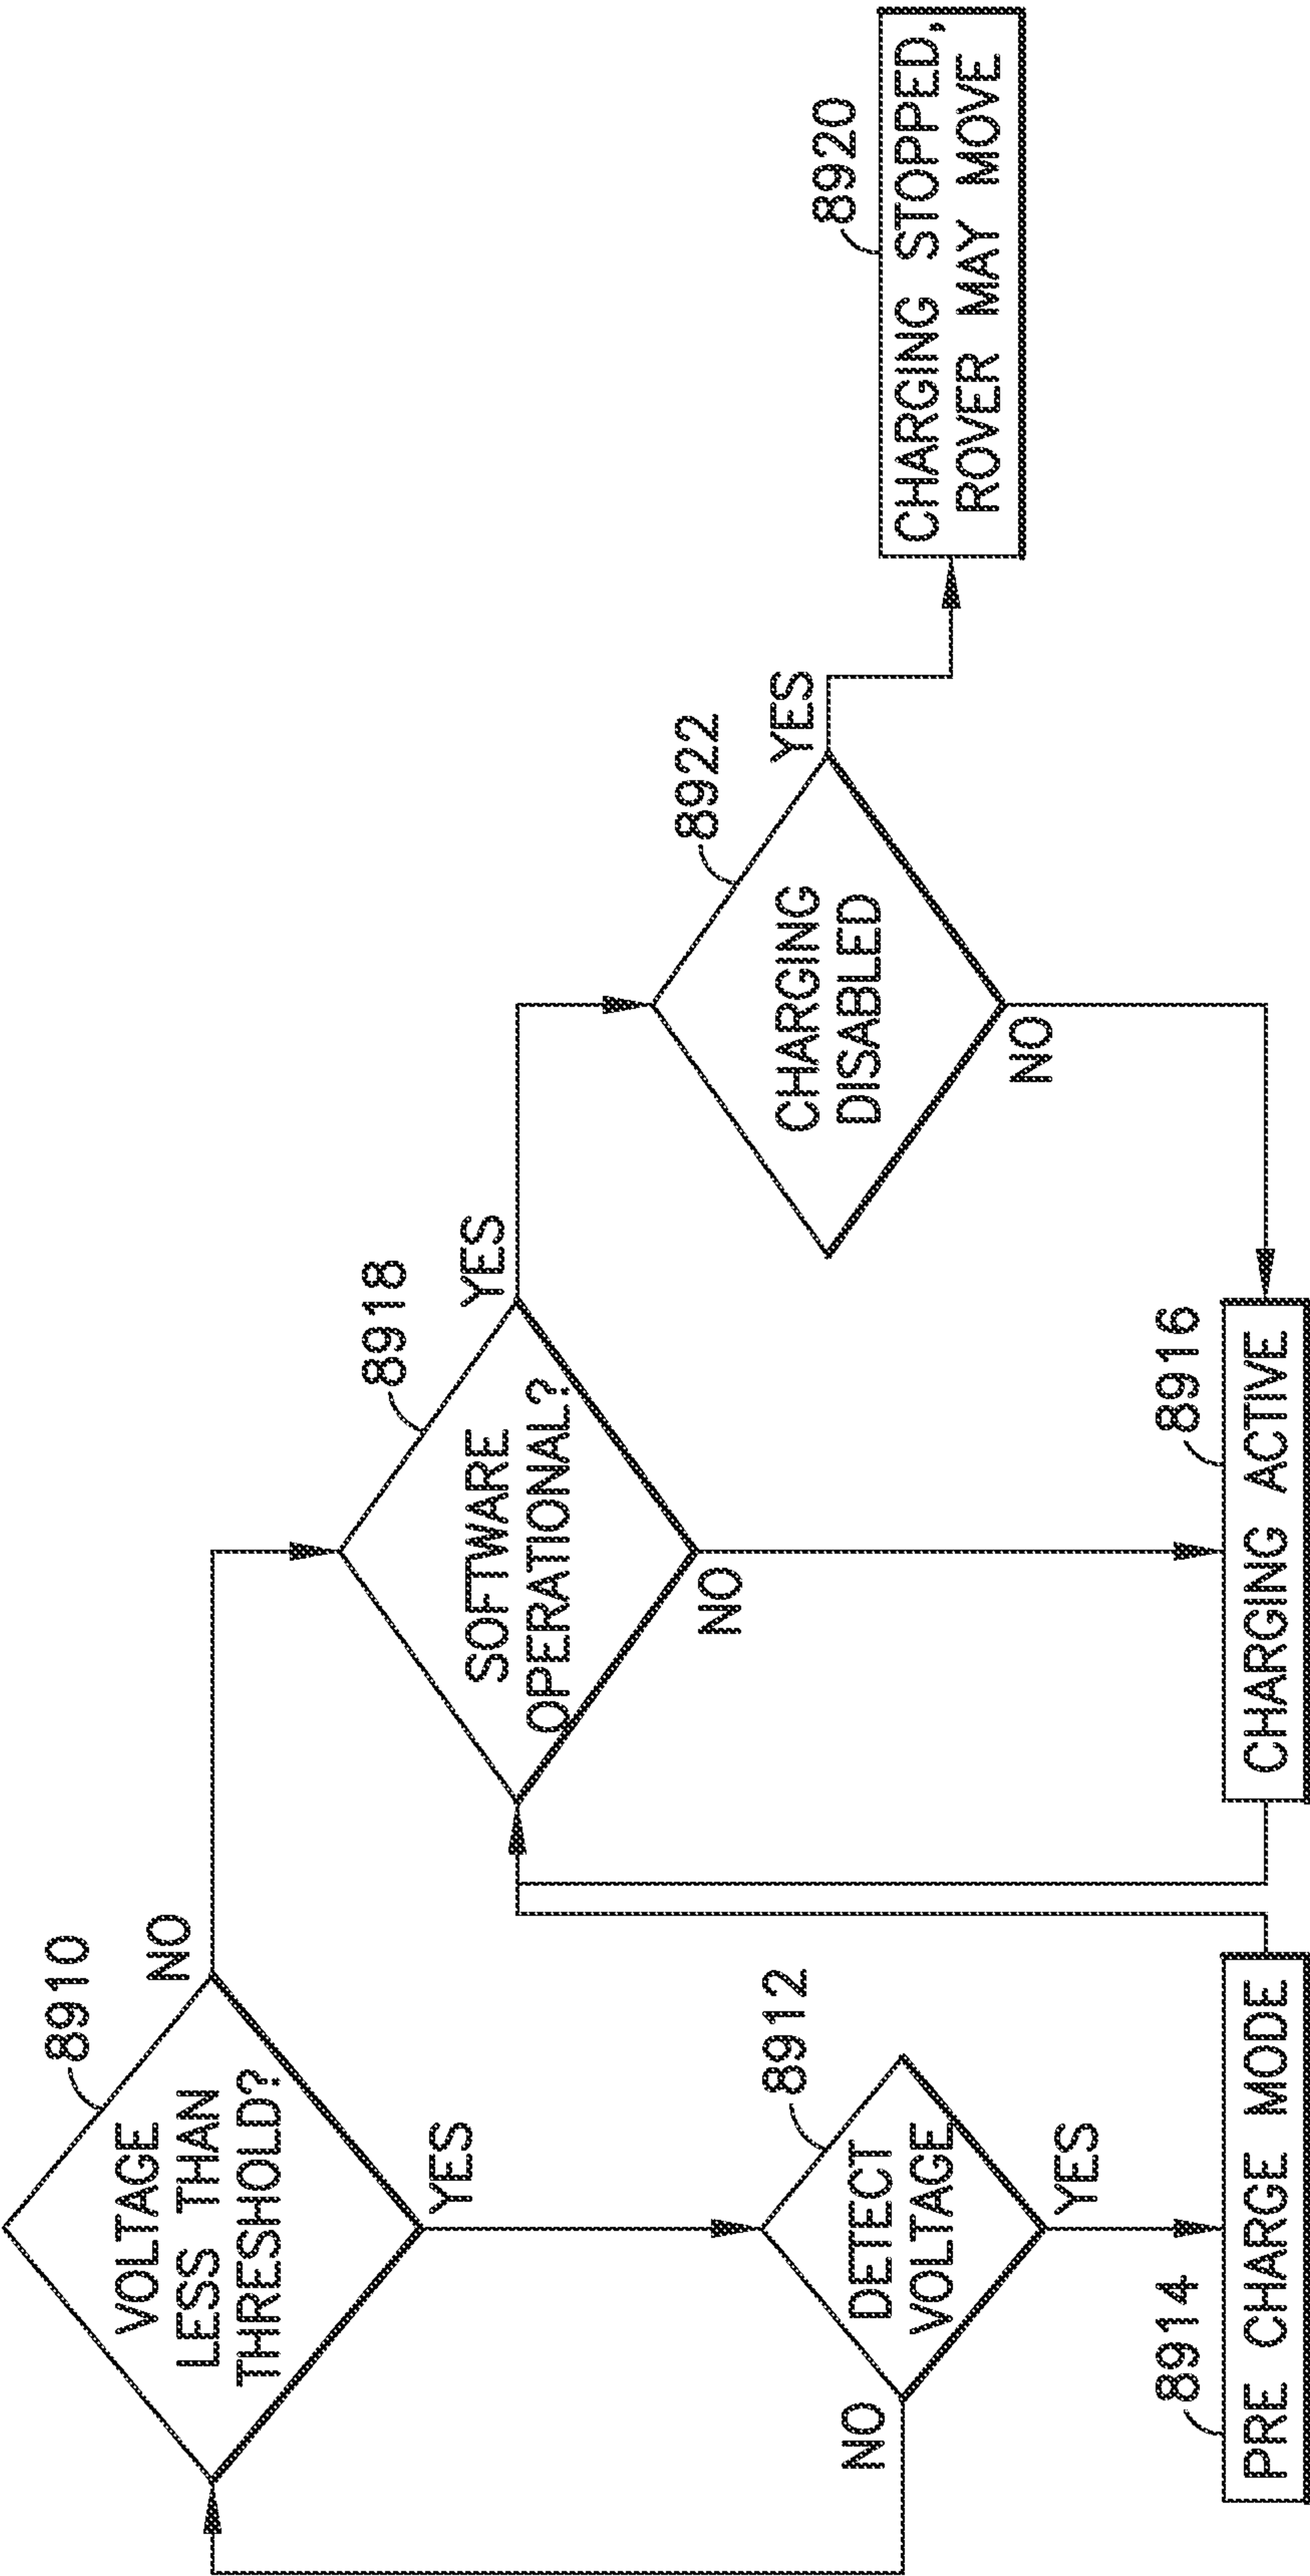 8910
VOLTAGE
LESS THAN
THRESHOLD?
NO
YES
8912
DETECT
VOLTAGE
NO
YES
8914
PRE CHARGE MODE
8918
SOFTWARE
OPERATIONAL?
YES
NO
8916
CHARGING ACTIVE
8922
CHARGING
DISABLED
YES
NO
8920
CHARGING STOPPED,
ROVER MAY MOVE